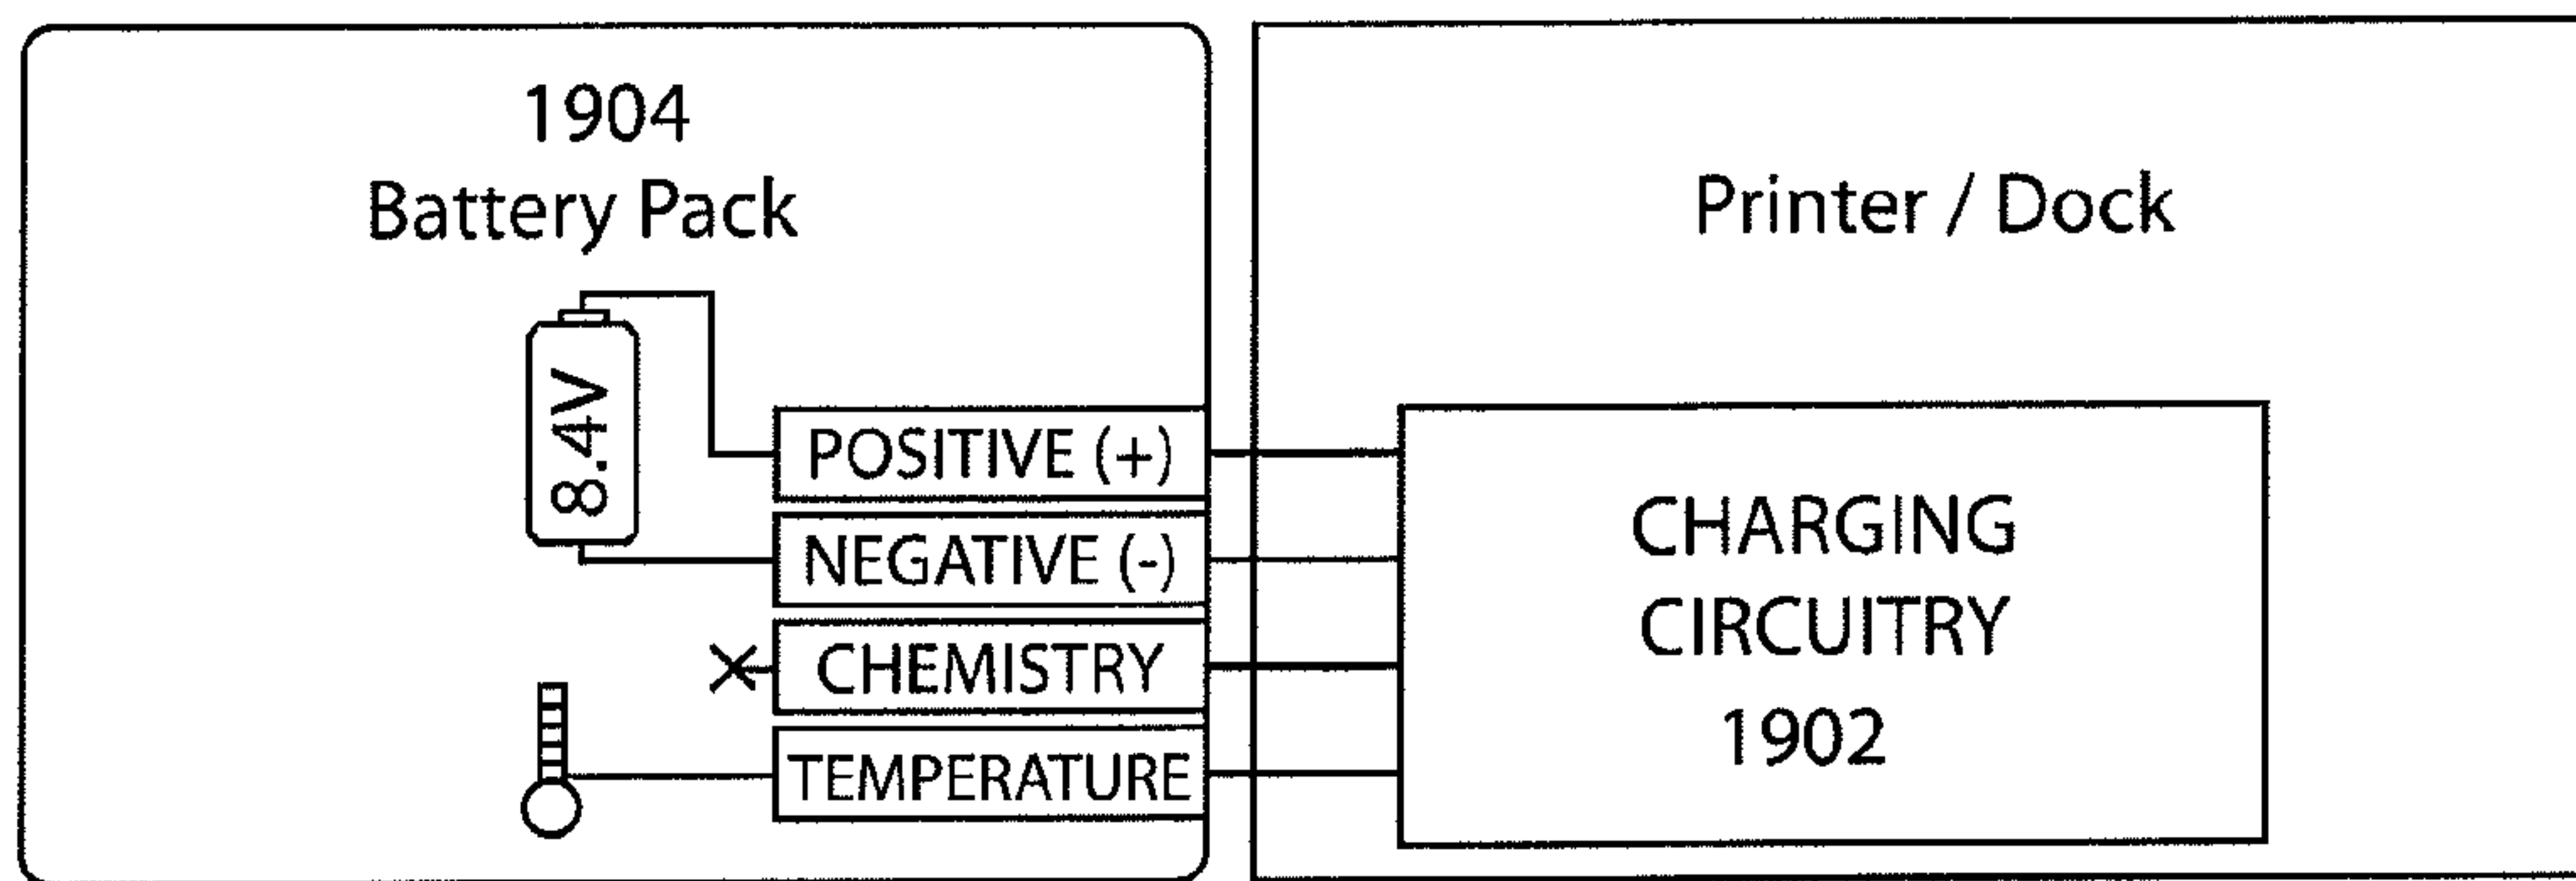 1904
Battery Pack
8.4V
POSITIVE (+)
NEGATIVE (-)
CHEMISTRY
TEMPERATURE
Printer / Dock
CHARGING
CIRCUITRY
1902